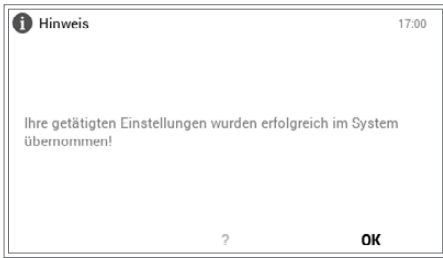 i Hinweis 17:00
Ihre getätigten Einstellungen wurden erfolgreich im System
übernommen!
? OK